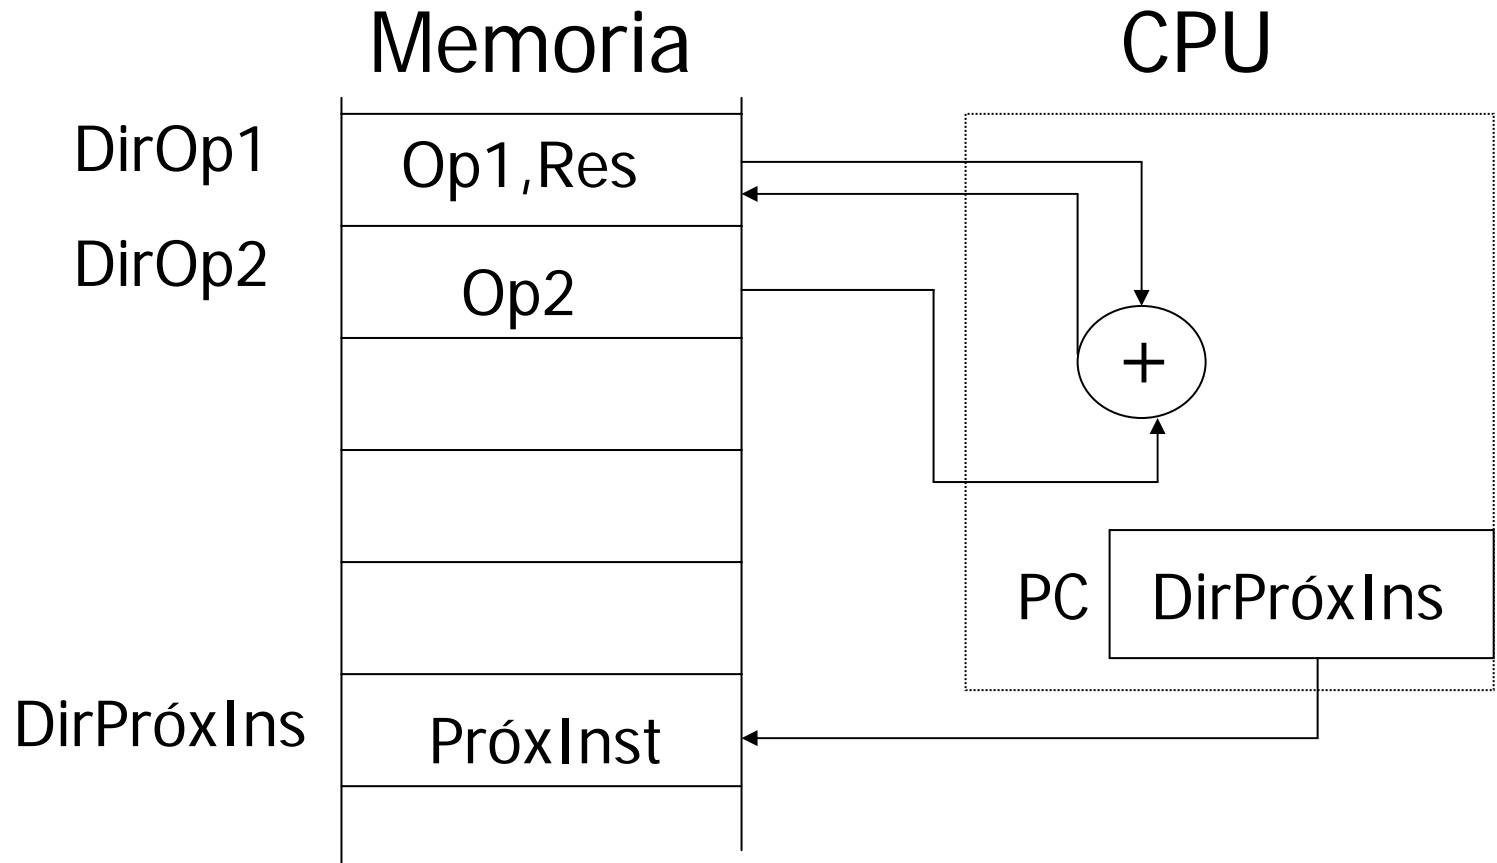 Memoria
CPU
DirOp1
Op1,Res
DirOp2
Op2
+
PC
DirPróxIns
DirPróxIns
PróxInst